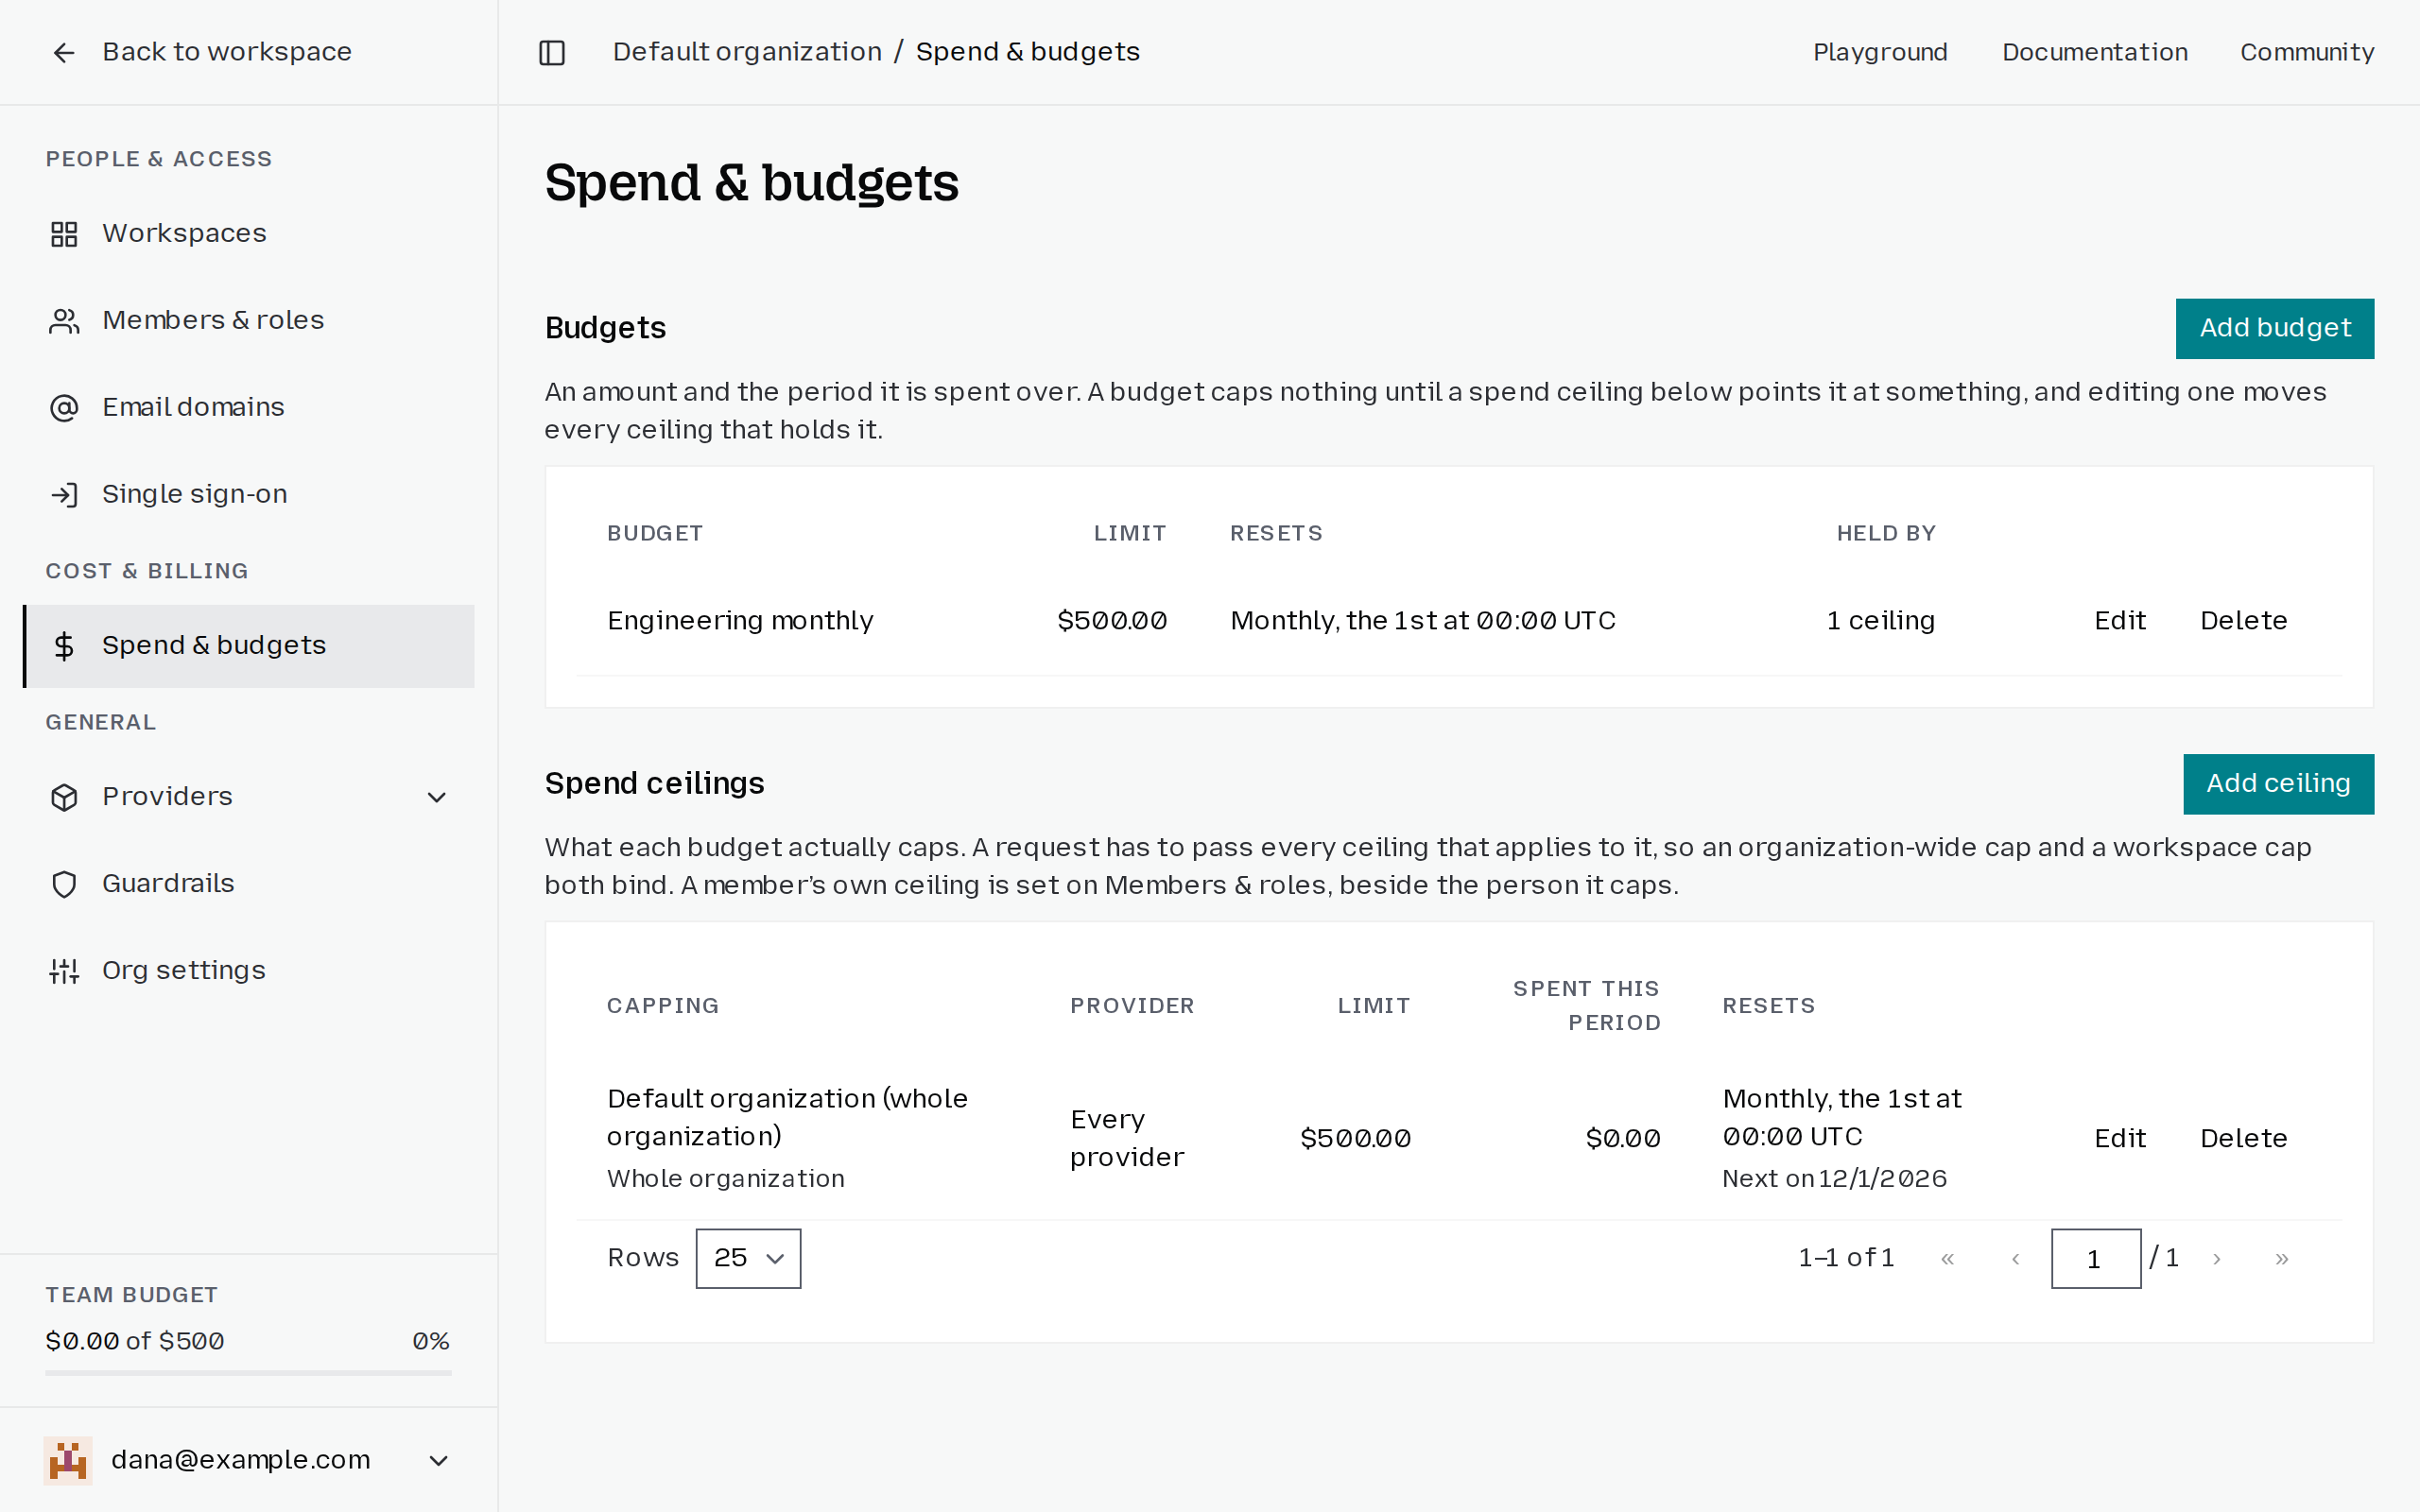 Back to workspace
Default organization / Spend & budgets
Playground
Documentation
Community
PEOPLE & ACCESS
Workspaces
Members & roles
Email domains
Single sign-on
COST & BILLING
Spend & budgets
GENERAL
Providers
Guardrails
Org settings
TEAM BUDGET
$0.00 of $500 0%
dana@example.com
Spend & budgets
Budgets
Add budget
An amount and the period it is spent over. A budget caps nothing until a spend ceiling below points it at something, and editing one moves
every ceiling that holds it.
BUDGET LIMIT RESETS HELD BY
Engineering monthly $500.00 Monthly, the 1st at 00:00 UTC 1 ceiling Edit Delete
Spend ceilings
Add ceiling
What each budget actually caps. A request has to pass every ceiling that applies to it, so an organization-wide cap and a workspace cap
both bind. A member’s own ceiling is set on Members & roles, beside the person it caps.
CAPPING PROVIDER LIMIT SPENT THIS PERIOD RESETS
Default organization (whole
organization)
Whole organization
Every
provider
$500.00
$0.00
Monthly, the 1st at
00:00 UTC
Next on 12/1/2026
Edit Delete
Rows 25
1–1 of 1 « ‹ 1 / 1 › »